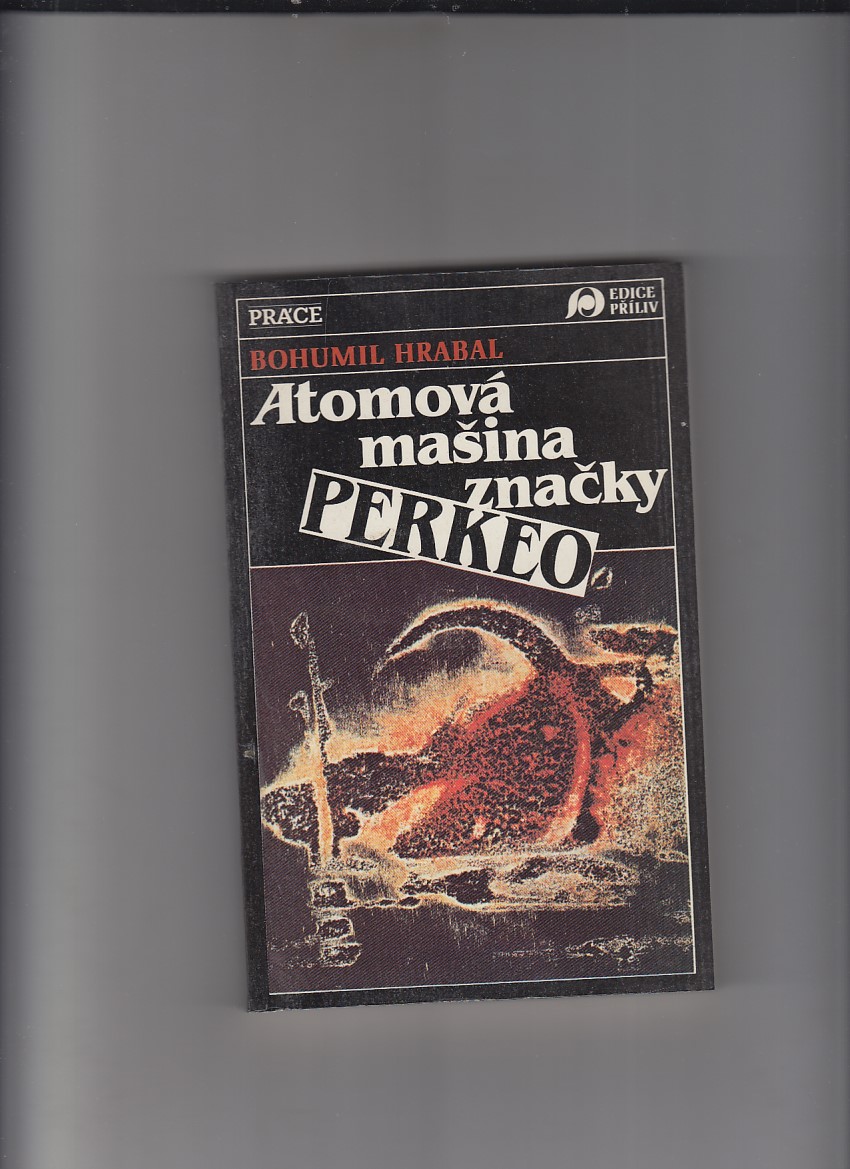 PRÁCE
EDICE
PŘÍLIV
BOHUMIL HRABAL
Atomová
mašina
značky
PERKEO